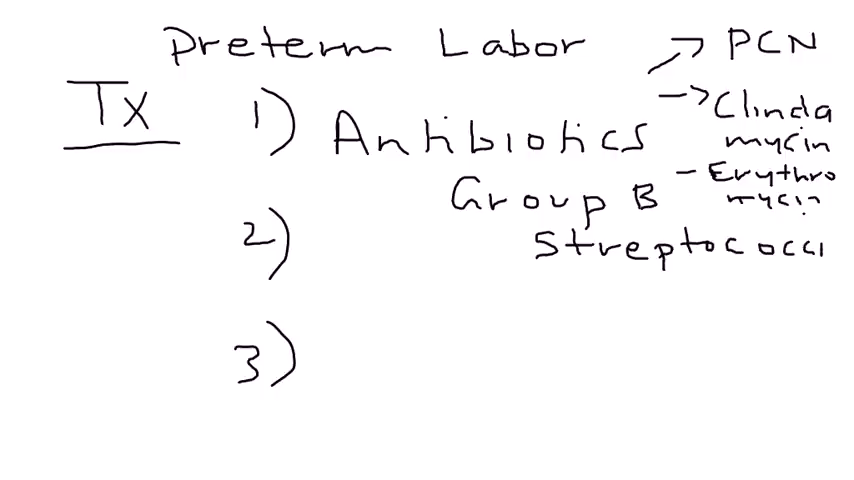 Preterm Labor
Tx
1) Antibiotics → PCN
→ Clinda
mycin
- Erythro
mycin
Group B
Streptococci
2)
3)